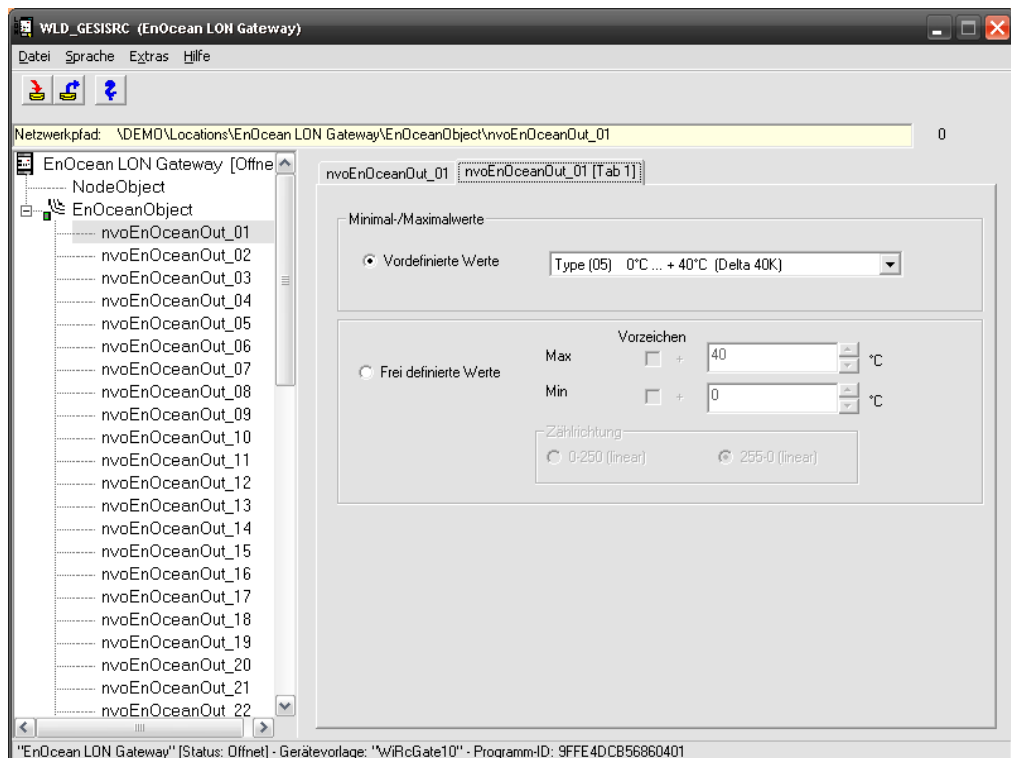 WLD_GESISRC (EnOcean LON Gateway)
Datei Sprache Extras Hilfe
Netzwerkpfad: \DEMO\Locations\EnOcean LON Gateway\EnOceanObject\nvoEnOceanOut_01 0
EnOcean LON Gateway [Offne
NodeObject
EnOceanObject
nvoEnOceanOut_01
nvoEnOceanOut_02
nvoEnOceanOut_03
nvoEnOceanOut_04
nvoEnOceanOut_05
nvoEnOceanOut_06
nvoEnOceanOut_07
nvoEnOceanOut_08
nvoEnOceanOut_09
nvoEnOceanOut_10
nvoEnOceanOut_11
nvoEnOceanOut_12
nvoEnOceanOut_13
nvoEnOceanOut_14
nvoEnOceanOut_15
nvoEnOceanOut_16
nvoEnOceanOut_17
nvoEnOceanOut_18
nvoEnOceanOut_19
nvoEnOceanOut_20
nvoEnOceanOut_21
nvoEnOceanOut_22
nvoEnOceanOut_01 nvoEnOceanOut_01 [Tab 1]
Minimal-/Maximalwerte
Vordefinierte Werte Type (05) 0°C ... + 40°C (Delta 40K)
Vorzeichen
Frei definierte Werte
Max + 40 °C
Min + 0 °C
Zählrichtung
0-250 (linear) 255-0 (linear)
"EnOcean LON Gateway" [Status: Offnet] - Gerätevorlage: "WiRcGate10" - Programm-ID: 9FFE4DCB56860401